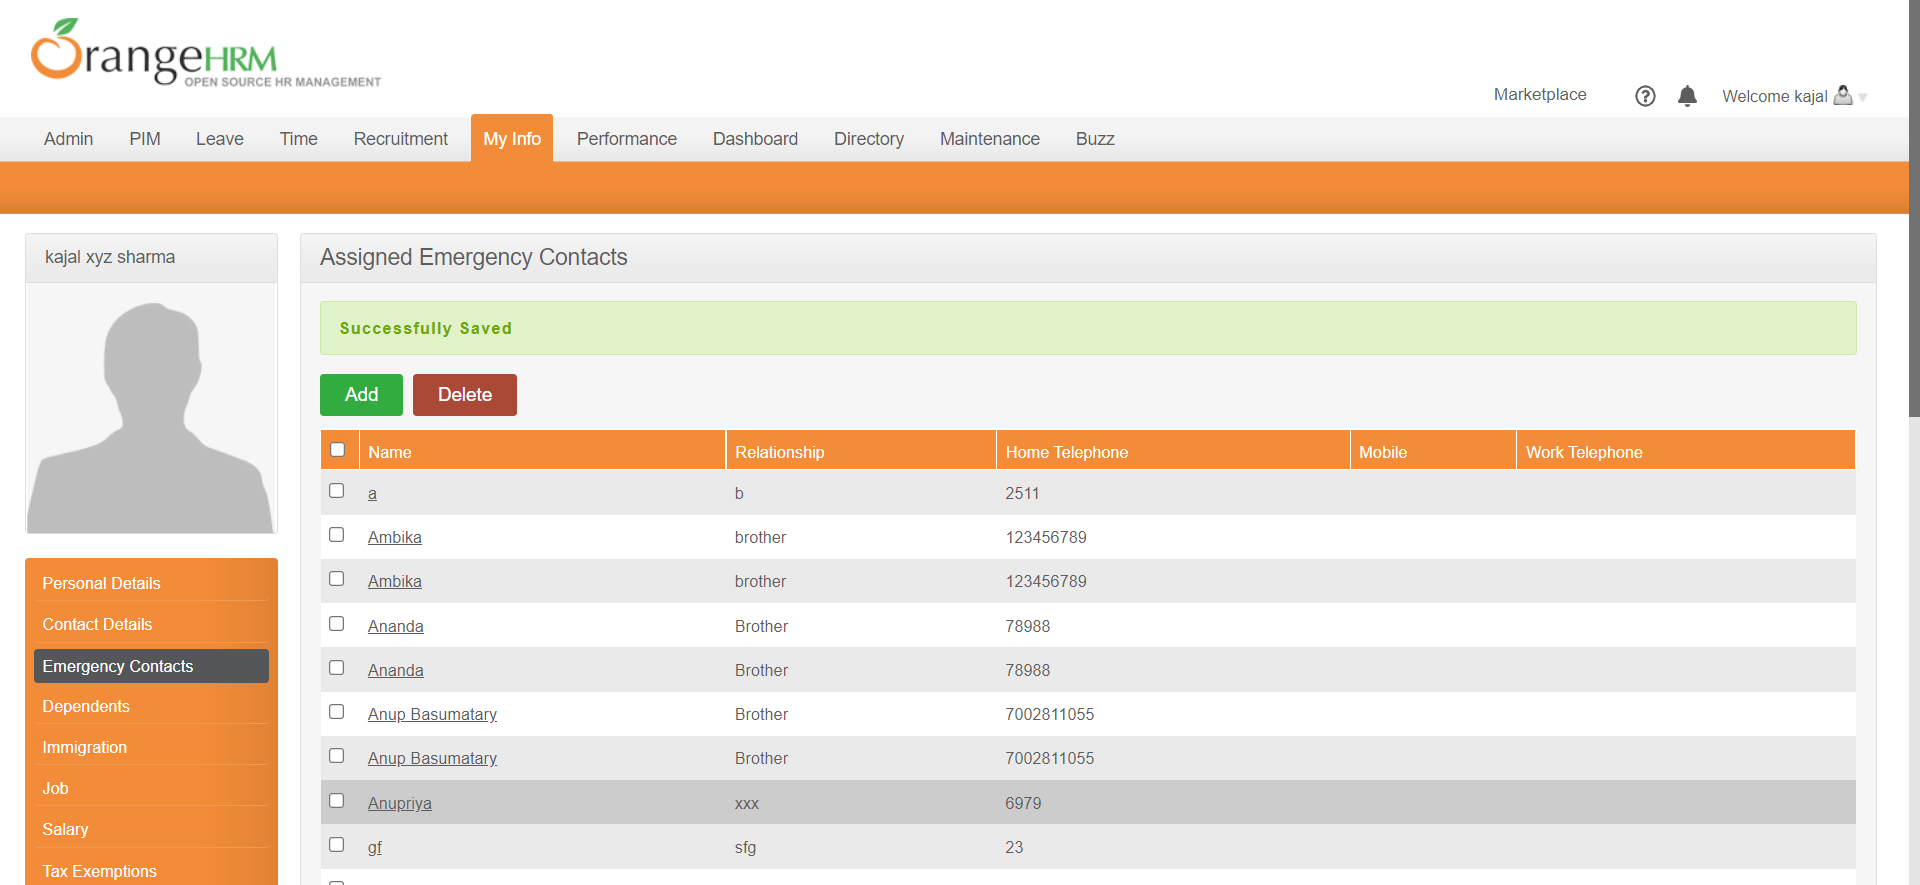 OrangeHRM
OPEN SOURCE HR MANAGEMENT
Marketplace
?
Welcome kajal
Admin PIM Leave Time Recruitment My Info Performance Dashboard Directory Maintenance Buzz
kajal xyz sharma
Personal Details
Contact Details
Emergency Contacts
Dependents
Immigration
Job
Salary
Tax Exemptions
Assigned Emergency Contacts
Successfully Saved
Add Delete
Name Relationship Home Telephone Mobile Work Telephone
a b 2511
Ambika brother 123456789
Ambika brother 123456789
Ananda Brother 78988
Ananda Brother 78988
Anup Basumatary Brother 7002811055
Anup Basumatary Brother 7002811055
Anupriya xxx 6979
gf sfg 23